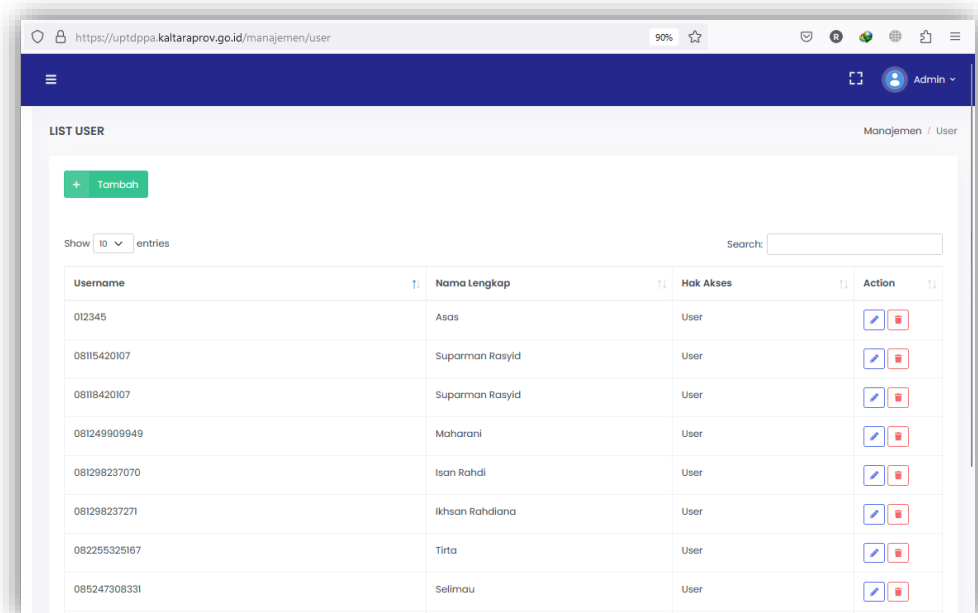 https://uptdppa.kaltaraprov.go.id/manajemen/user 90% R
Admin
LIST USER Manajemen / User
+ Tambah
Show 10 entries Search:
Username Nama Lengkap Hak Akses Action
012345 Asas User
08115420107 Suparman Rasyid User
08118420107 Suparman Rasyid User
081249909949 Maharani User
081298237070 Isan Rahdi User
081298237271 Ikhsan Rahdiana User
082255325167 Tirta User
085247308331 Selimau User